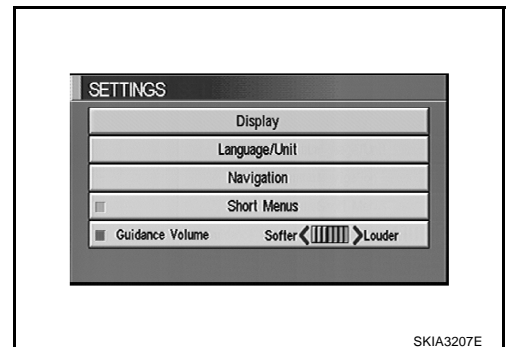 SETTINGS
Display
Language/Unit
Navigation
Short Menus
Guidance Volume Softer Louder
SKIA3207E